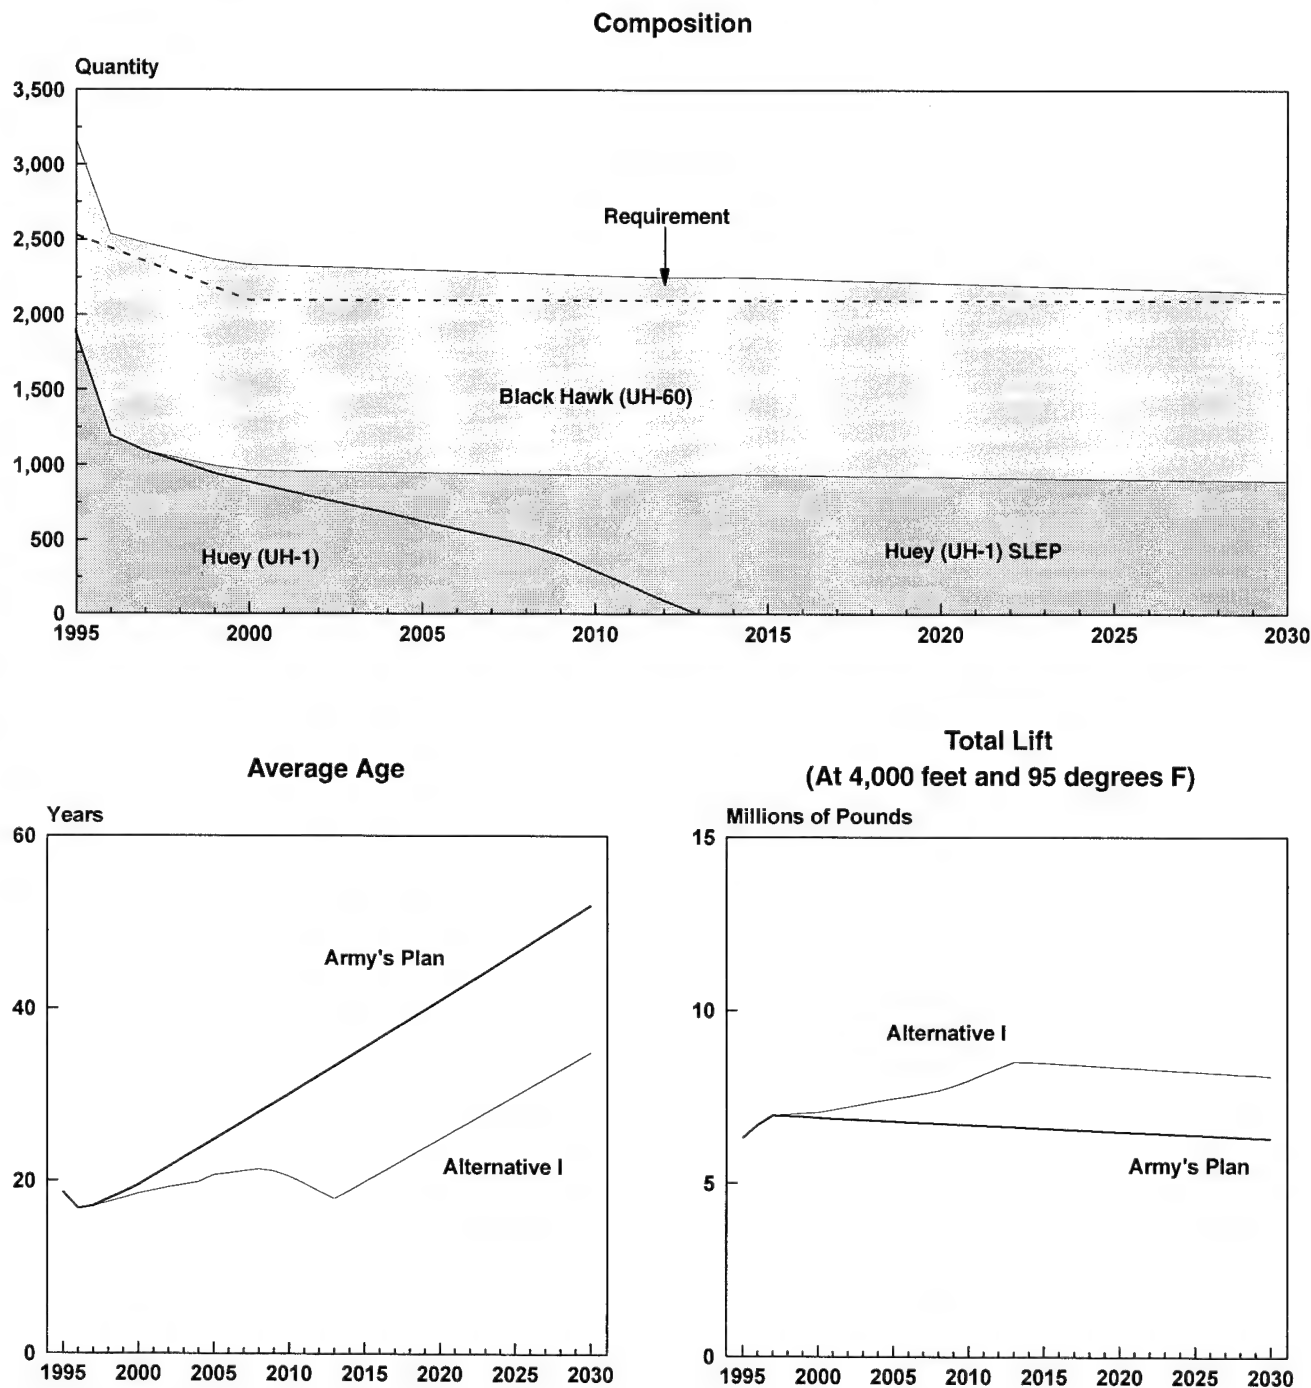 Composition
Quantity
3,500
3,000
2,500
2,000
1,500
1,000
500
0
Requirement
Black Hawk (UH-60)
Huey (UH-1)
Huey (UH-1) SLEP
1995 2000 2005 2010 2015 2020 2025 2030
Average Age
Years
60
40
20
0
Army's Plan
Alternative I
1995 2000 2005 2010 2015 2020 2025 2030
Total Lift
(At 4,000 feet and 95 degrees F)
Millions of Pounds
15
10
5
0
Alternative I
Army's Plan
1995 2000 2005 2010 2015 2020 2025 2030